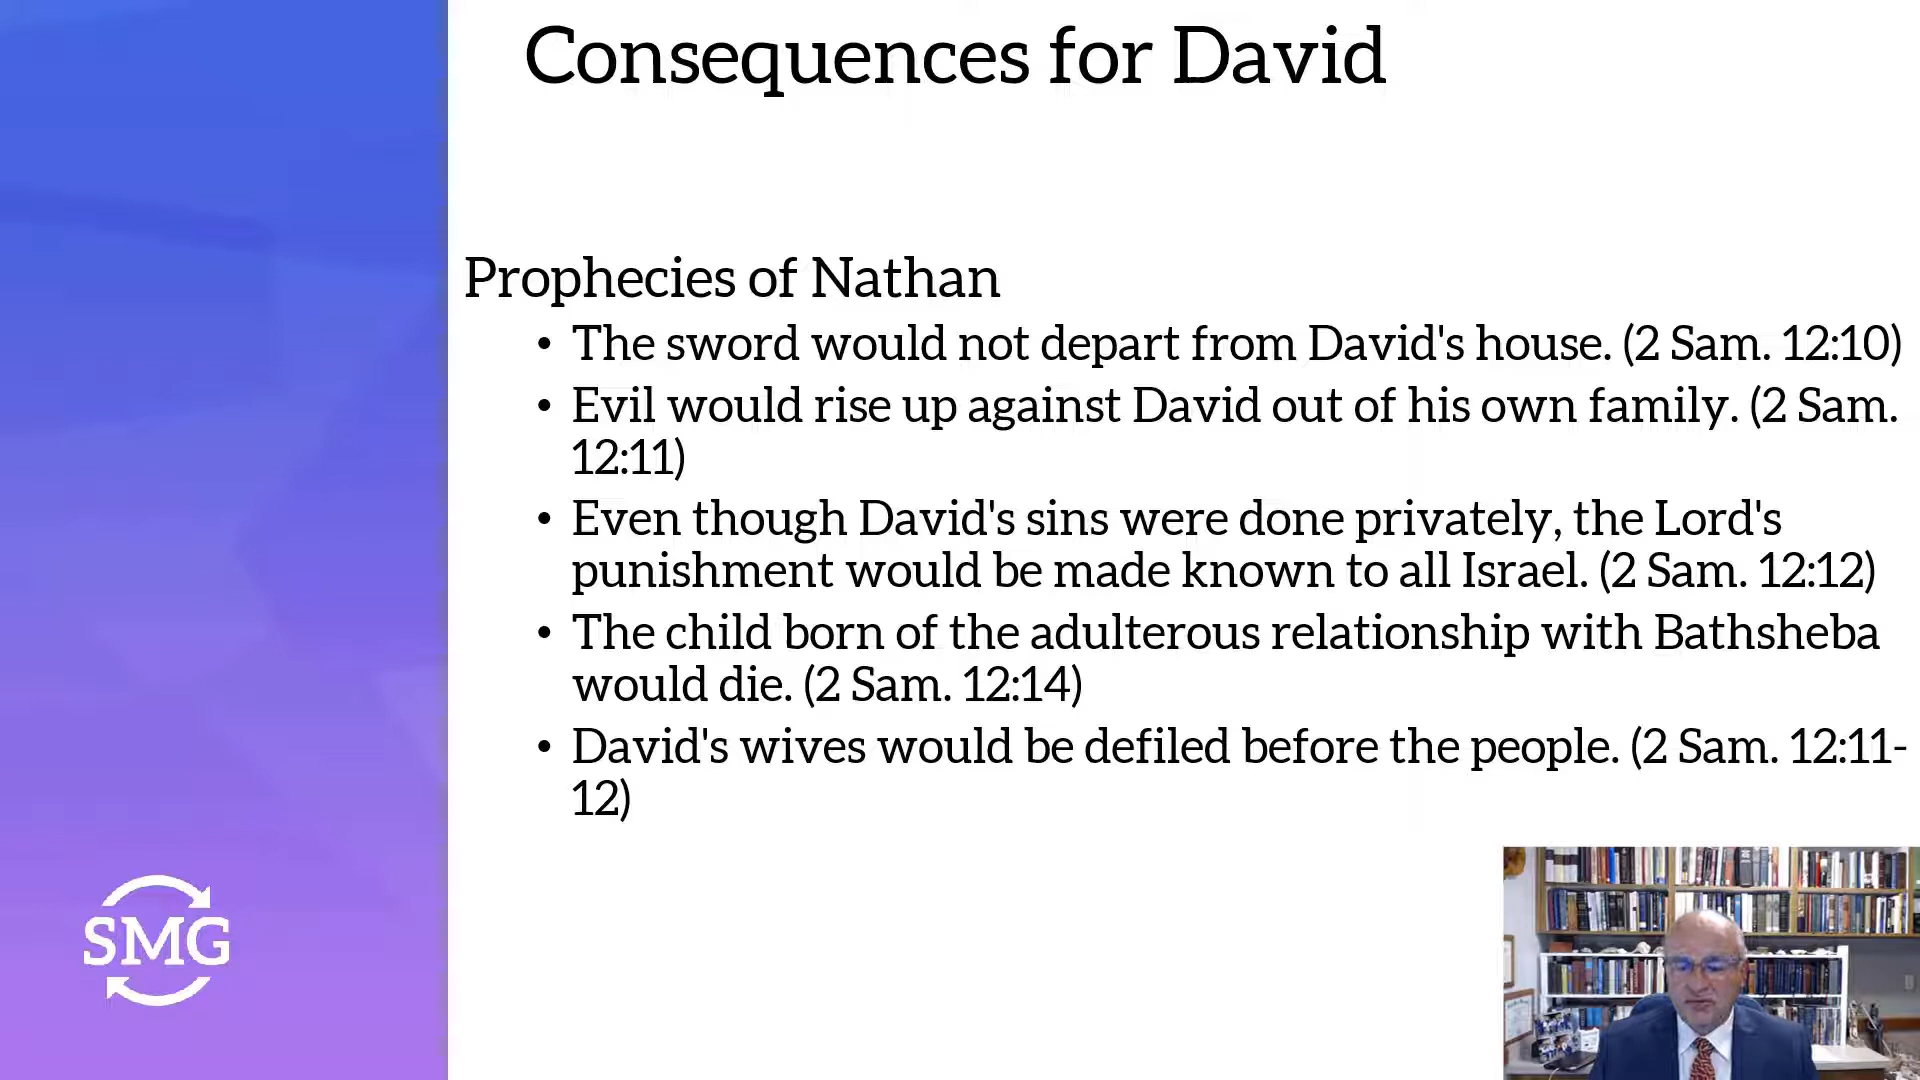 Consequences for David
Prophecies of Nathan
• The sword would not depart from David's house. (2 Sam. 12:10)
• Evil would rise up against David out of his own family. (2 Sam.
12:11)
• Even though David's sins were done privately, the Lord's
punishment would be made known to all Israel. (2 Sam. 12:12)
• The child born of the adulterous relationship with Bathsheba
would die. (2 Sam. 12:14)
• David's wives would be defiled before the people. (2 Sam. 12:11-
12)
SMG